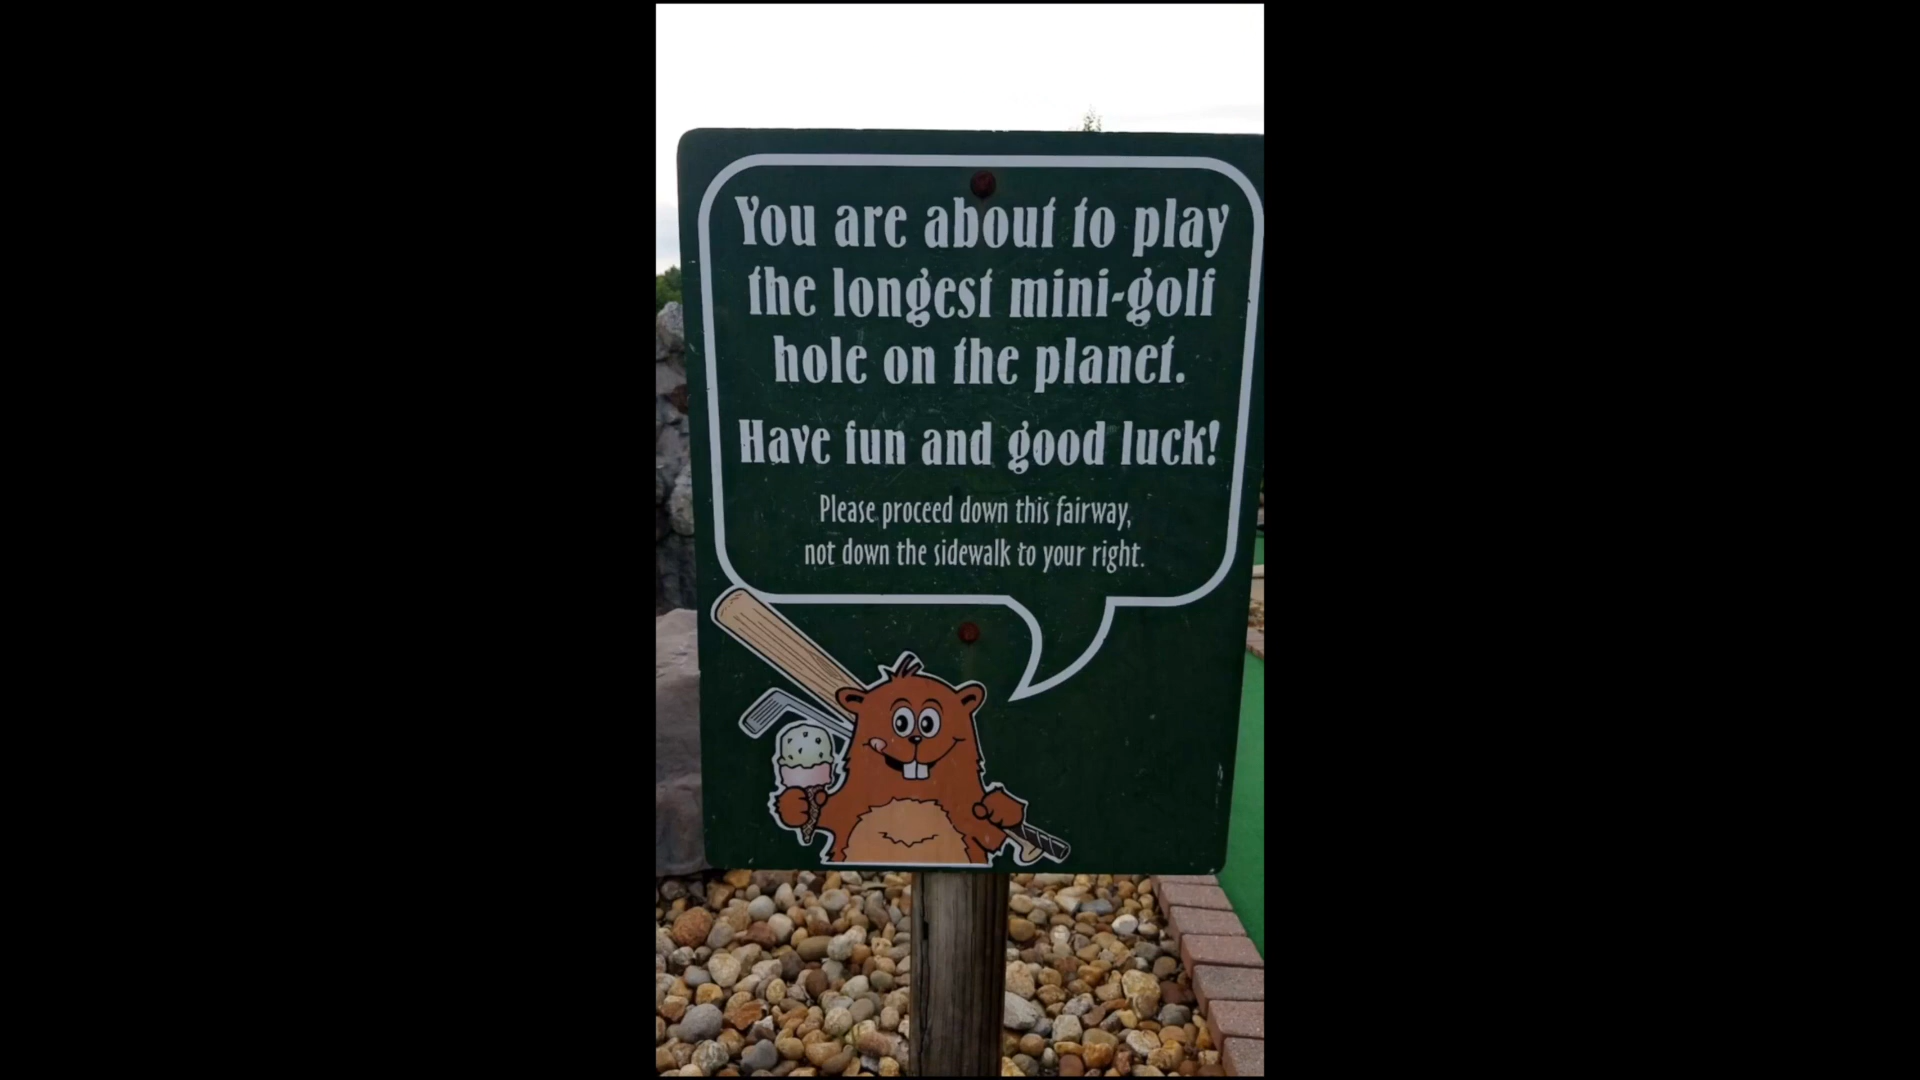 You are about to play
the longest mini-golf
hole on the planet.
Have fun and good luck!
Please proceed down this fairway,
not down the sidewalk to your right.